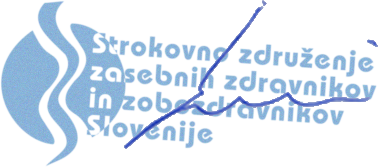 Strokovno združenje
zasebnih zdravnikov
in zobozdravnikov
Slovenije